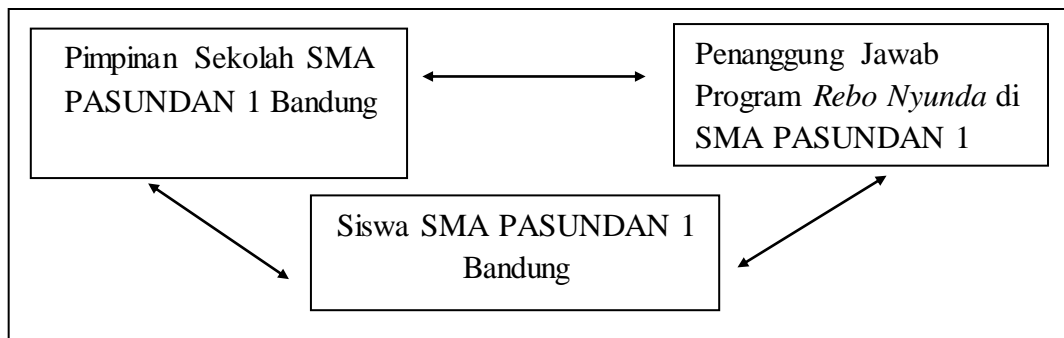 Pimpinan Sekolah SMA
PASUNDAN 1 Bandung
Penanggung Jawab
Program Rebo Nyunda di
SMA PASUNDAN 1
Siswa SMA PASUNDAN 1
Bandung